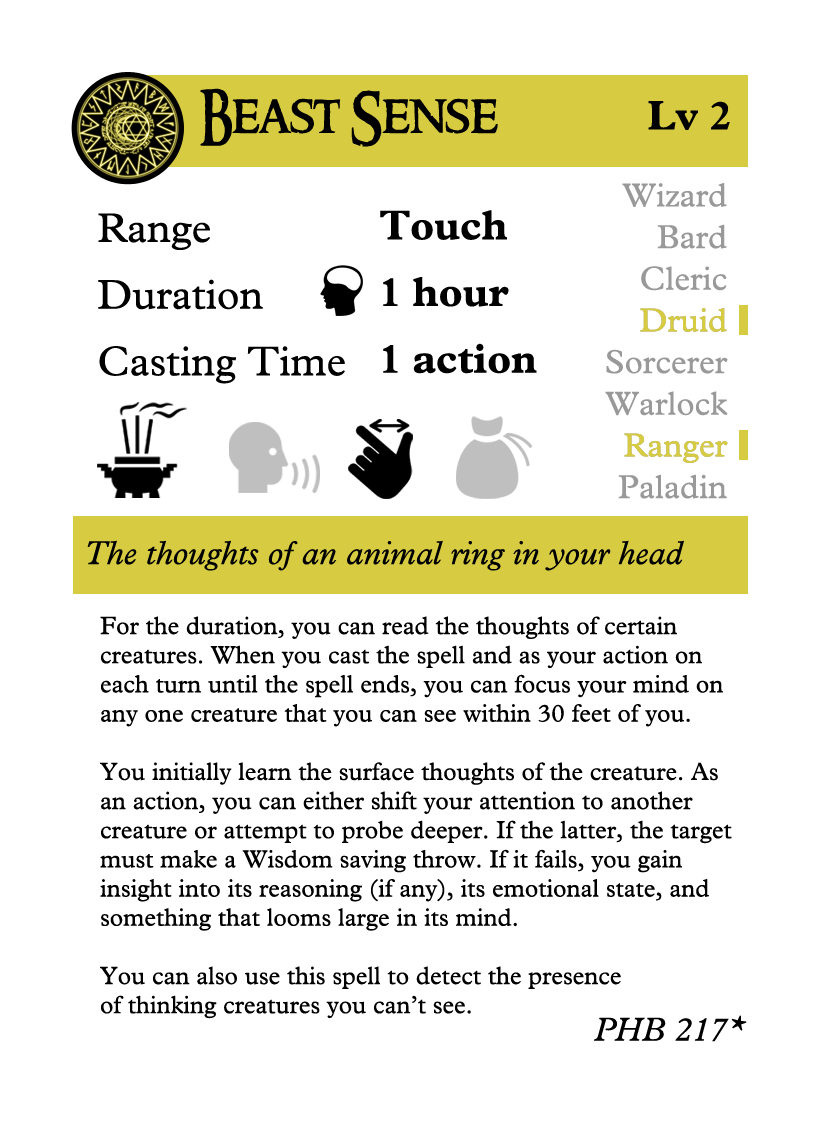 Beast Sense
Lv 2
Range Touch
Duration 1 hour
Casting Time 1 action
Wizard
Bard
Cleric
Druid
Sorcerer
Warlock
Ranger
Paladin
The thoughts of an animal ring in your head
For the duration, you can read the thoughts of certain
creatures. When you cast the spell and as your action on
each turn until the spell ends, you can focus your mind on
any one creature that you can see within 30 feet of you.
You initially learn the surface thoughts of the creature. As
an action, you can either shift your attention to another
creature or attempt to probe deeper. If the latter, the target
must make a Wisdom saving throw. If it fails, you gain
insight into its reasoning (if any), its emotional state, and
something that looms large in its mind.
You can also use this spell to detect the presence
of thinking creatures you can’t see.
PHB 217*